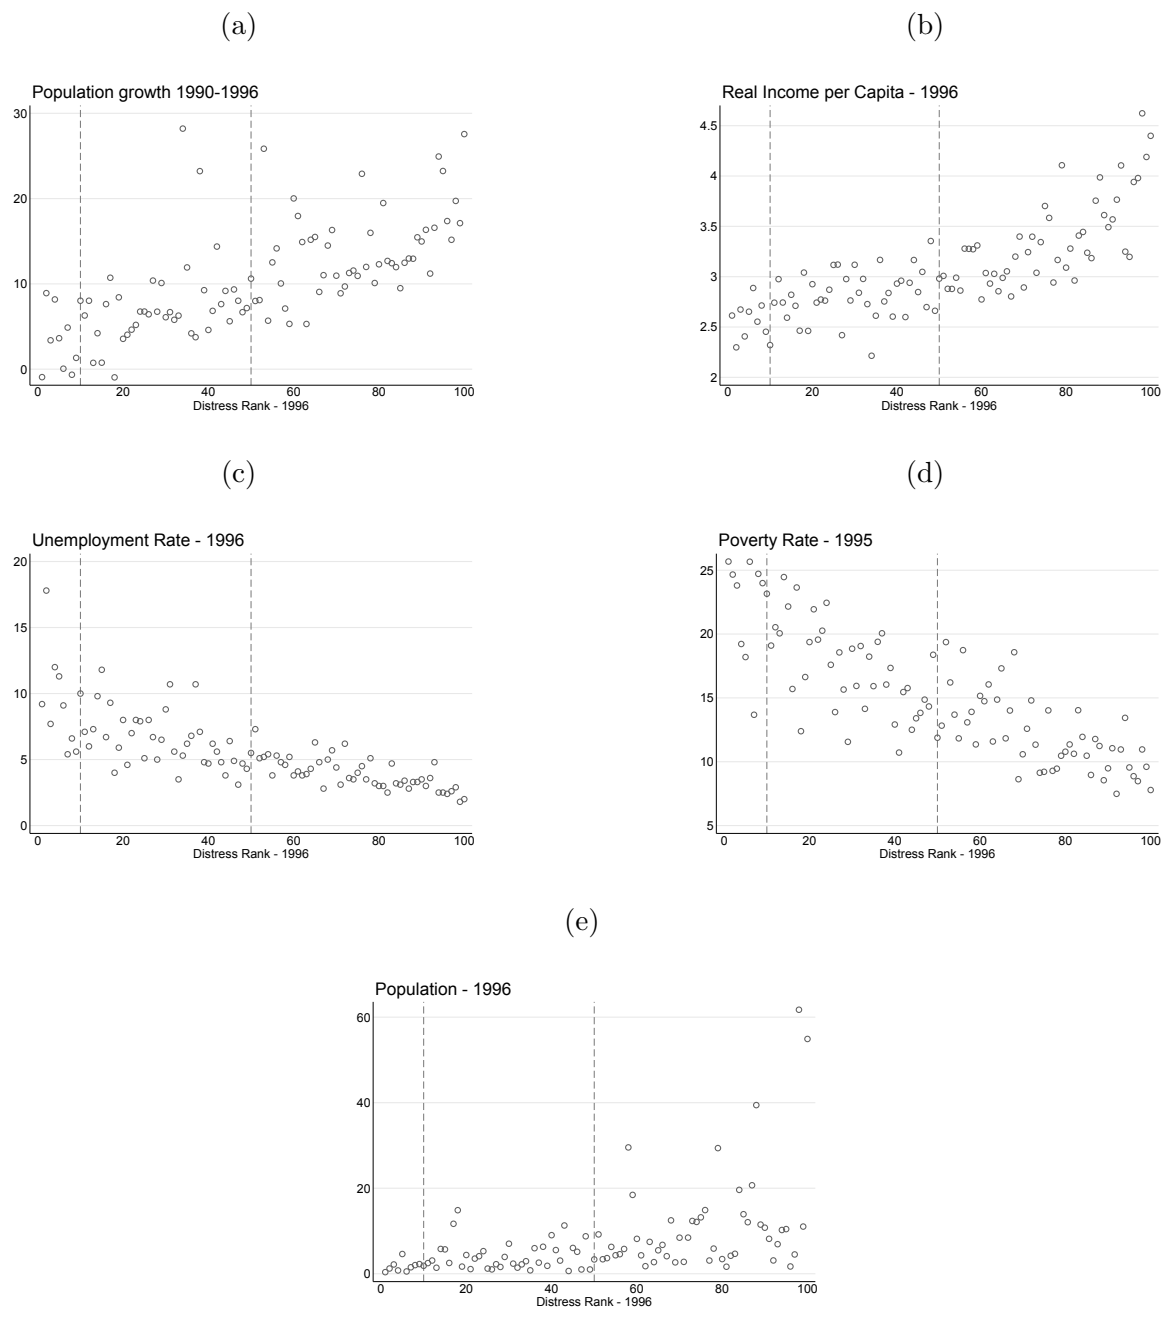 (a)
Population growth 1990-1996
30
20
10
0
0 20 40 60 80 100
Distress Rank - 1996
(b)
Real Income per Capita - 1996
4.5
4
3.5
3
2.5
2
0 20 40 60 80 100
Distress Rank - 1996
(c)
Unemployment Rate - 1996
20
15
10
5
0
0 20 40 60 80 100
Distress Rank - 1996
(d)
Poverty Rate - 1995
25
20
15
10
5
0 20 40 60 80 100
Distress Rank - 1996
(e)
Population - 1996
60
40
20
0
0 20 40 60 80 100
Distress Rank - 1996